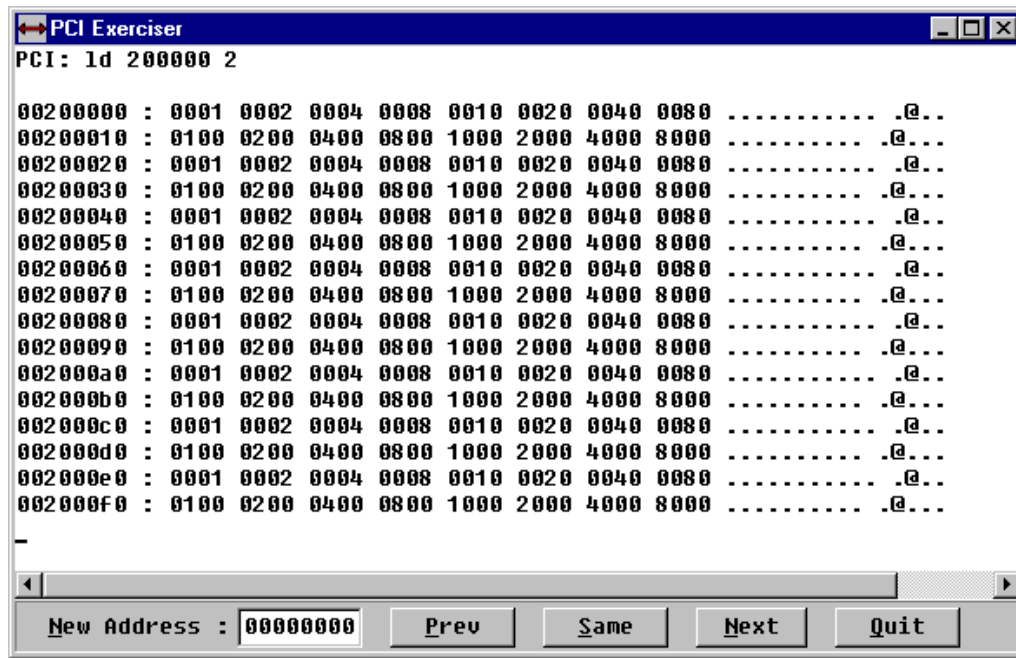 PCI Exerciser
PCI: ld 200000 2
00200000 : 0001 0002 0004 0008 0010 0020 0040 0080 ........... .@..
00200010 : 0100 0200 0400 0800 1000 2000 4000 8000 .......... .@...
00200020 : 0001 0002 0004 0008 0010 0020 0040 0080 ........... .@..
00200030 : 0100 0200 0400 0800 1000 2000 4000 8000 .......... .@...
00200040 : 0001 0002 0004 0008 0010 0020 0040 0080 ........... .@..
00200050 : 0100 0200 0400 0800 1000 2000 4000 8000 .......... .@...
00200060 : 0001 0002 0004 0008 0010 0020 0040 0080 ........... .@..
00200070 : 0100 0200 0400 0800 1000 2000 4000 8000 .......... .@...
00200080 : 0001 0002 0004 0008 0010 0020 0040 0080 ........... .@..
00200090 : 0100 0200 0400 0800 1000 2000 4000 8000 .......... .@...
002000a0 : 0001 0002 0004 0008 0010 0020 0040 0080 ........... .@..
002000b0 : 0100 0200 0400 0800 1000 2000 4000 8000 .......... .@...
002000c0 : 0001 0002 0004 0008 0010 0020 0040 0080 ........... .@..
002000d0 : 0100 0200 0400 0800 1000 2000 4000 8000 .......... .@...
002000e0 : 0001 0002 0004 0008 0010 0020 0040 0080 ........... .@..
002000f0 : 0100 0200 0400 0800 1000 2000 4000 8000 .......... .@...
New Address : 00000000 Prev Same Next Quit